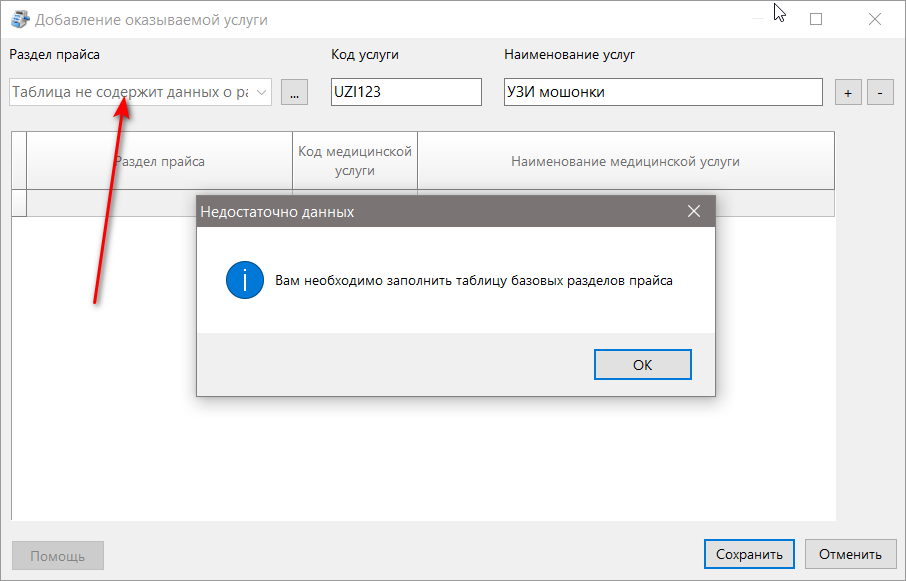 Добавление оказываемой услуги
Раздел прайса
Код услуги
Наименование услуг
Таблица не содержит данных о ра
...
UZI123
УЗИ мошонки
+
-
Раздел прайса
Код медицинской
услуги
Наименование медицинской услуги
Недостаточно данных
Вам необходимо заполнить таблицу базовых разделов прайса
ОК
Помощь
Сохранить
Отменить